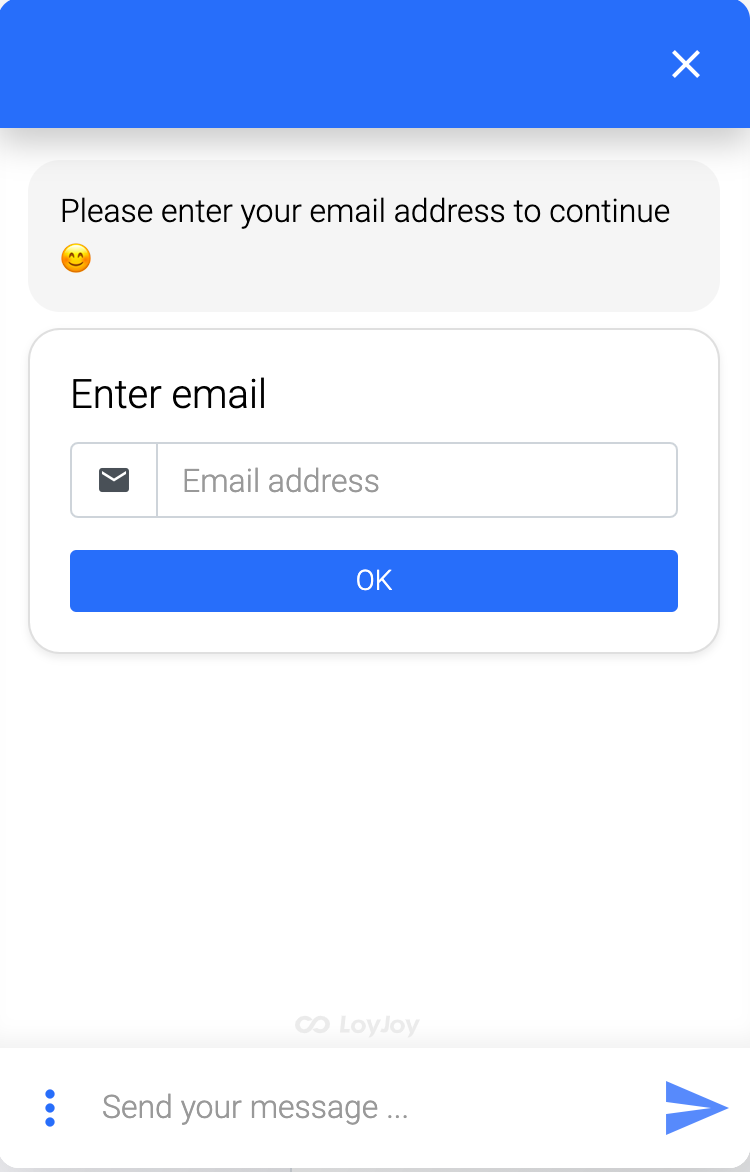 Please enter your email address to continue
😊
Enter email
Email address
OK
LoyJoy
Send your message ...